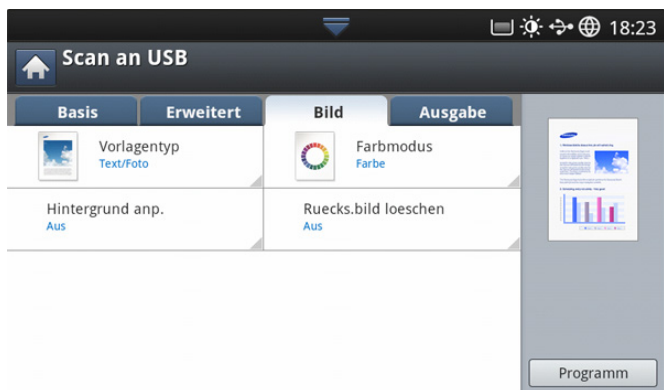 18:23
Scan an USB
Basis
Erweitert
Bild
Ausgabe
Vorlagentyp
Text/Foto
Farbmodus
Farbe
Hintergrund anp.
Aus
Ruecks.bild loeschen
Aus
Programm